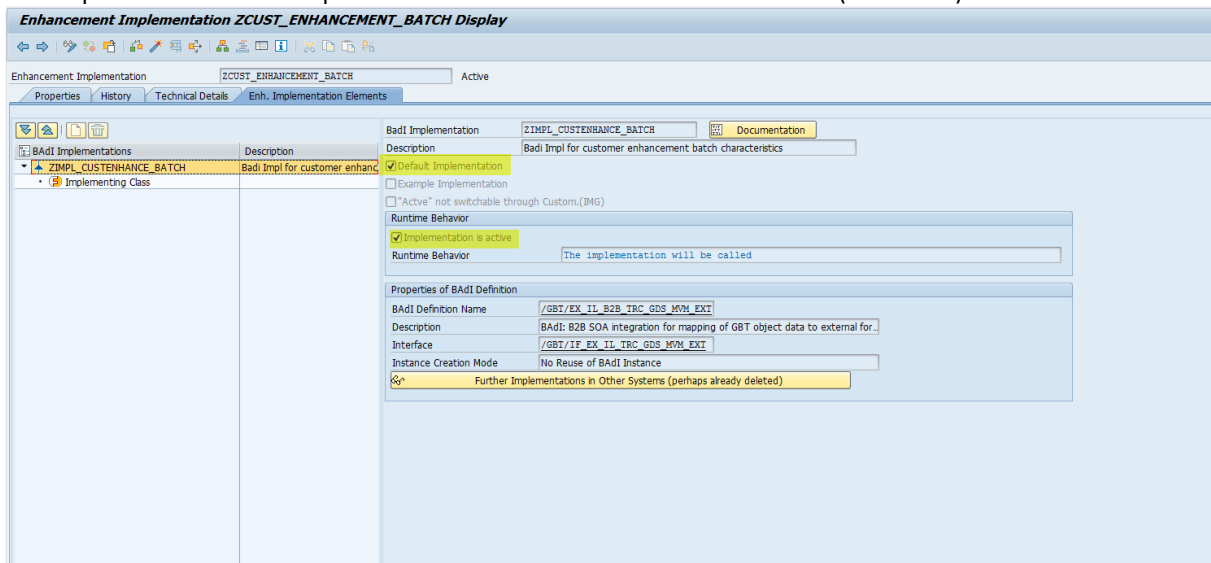 Enhancement Implementation ZCUST_ENHANCEMENT_BATCH Display
Enhancement Implementation ZCUST_ENHANCEMENT_BATCH Active
Properties History Technical Details Enh. Implementation Elements
BAdI Implementations Description
ZIMPL_CUSTENHANCE_BATCH Badi Impl for customer enhanc
Implementing Class
BadI Implementation ZIMPL_CUSTENHANCE_BATCH Documentation
Description Badi Impl for customer enhancement batch characteristics
Default Implementation
Example Implementation
"Actve" not switchable through Custom.(IMG)
Runtime Behavior
Implementation is active
Runtime Behavior The implementation will be called
Properties of BAdI Definition
BAdI Definition Name /GBT/EX_IL_B2B_TRC_GDS_MVM_EXT
Description BAdI: B2B SOA integration for mapping of GBT object data to external for..
Interface /GBT/IF_EX_IL_TRC_GDS_MVM_EXT
Instance Creation Mode No Reuse of BAdI Instance
Further Implementations in Other Systems (perhaps already deleted)